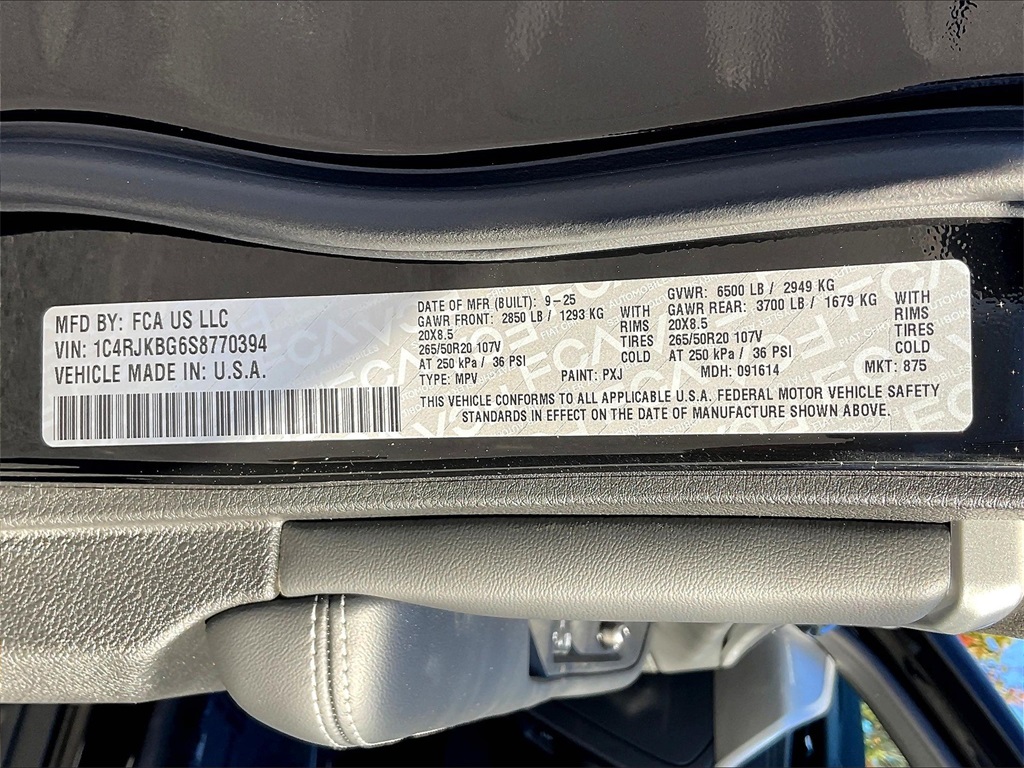 MFD BY: FCA US LLC
VIN: 1C4RJKBG6S8770394
VEHICLE MADE IN: U.S.A.
DATE OF MFR (BUILT): 9-25
GAWR FRONT: 2850 LB / 1293 KG WITH
20X8.5 RIMS
265/50R20 107V TIRES
AT 250 kPa / 36 PSI COLD
TYPE: MPV PAINT: PXJ
GVWR: 6500 LB / 2949 KG
GAWR REAR: 3700 LB / 1679 KG WITH
20X8.5 RIMS
265/50R20 107V TIRES
AT 250 kPa / 36 PSI COLD
MDH: 091614 MKT: 875
THIS VEHICLE CONFORMS TO ALL APPLICABLE U.S.A. FEDERAL MOTOR VEHICLE SAFETY
STANDARDS IN EFFECT ON THE DATE OF MANUFACTURE SHOWN ABOVE.